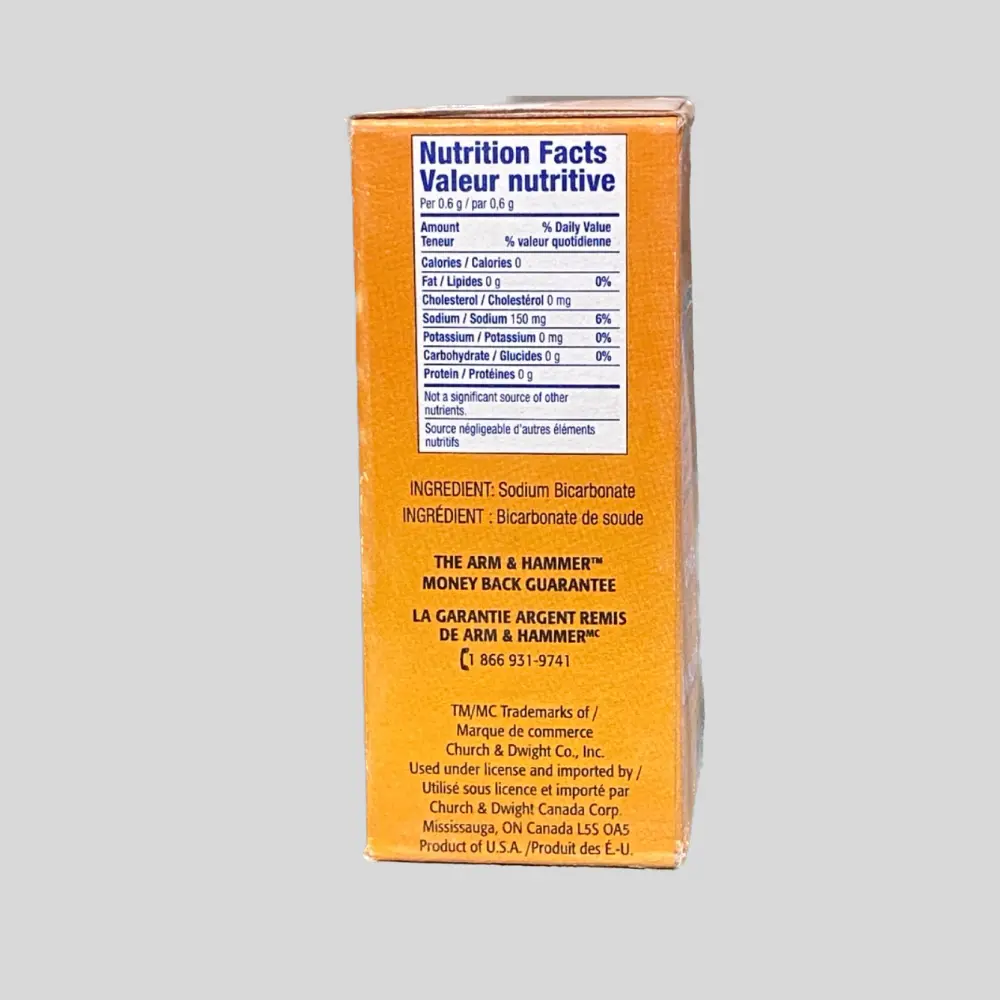 Nutrition Facts
Valeur nutritive
Per 0.6 g / par 0,6 g
Amount % Daily Value
Teneur % valeur quotidienne
Calories / Calories 0
Fat / Lipides 0 g 0%
Cholesterol / Cholestérol 0 mg
Sodium / Sodium 150 mg 6%
Potassium / Potassium 0 mg 0%
Carbohydrate / Glucides 0 g 0%
Protein / Protéines 0 g
Not a significant source of other
nutrients.
Source négligeable d'autres éléments
nutritifs
INGREDIENT: Sodium Bicarbonate
INGRÉDIENT : Bicarbonate de soude
THE ARM & HAMMER™
MONEY BACK GUARANTEE
LA GARANTIE ARGENT REMIS
DE ARM & HAMMERᴹᶜ
1 866 931-9741
TM/MC Trademarks of /
Marque de commerce
Church & Dwight Co., Inc.
Used under license and imported by /
Utilisé sous licence et importé par
Church & Dwight Canada Corp.
Mississauga, ON Canada L5S OA5
Product of U.S.A. /Produit des É.-U.